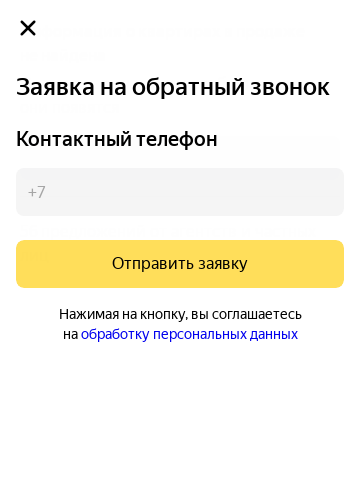 Заявка на обратный звонок
Контактный телефон
+7
Отправить заявку
Нажимая на кнопку, вы соглашаетесь
на обработку персональных данных